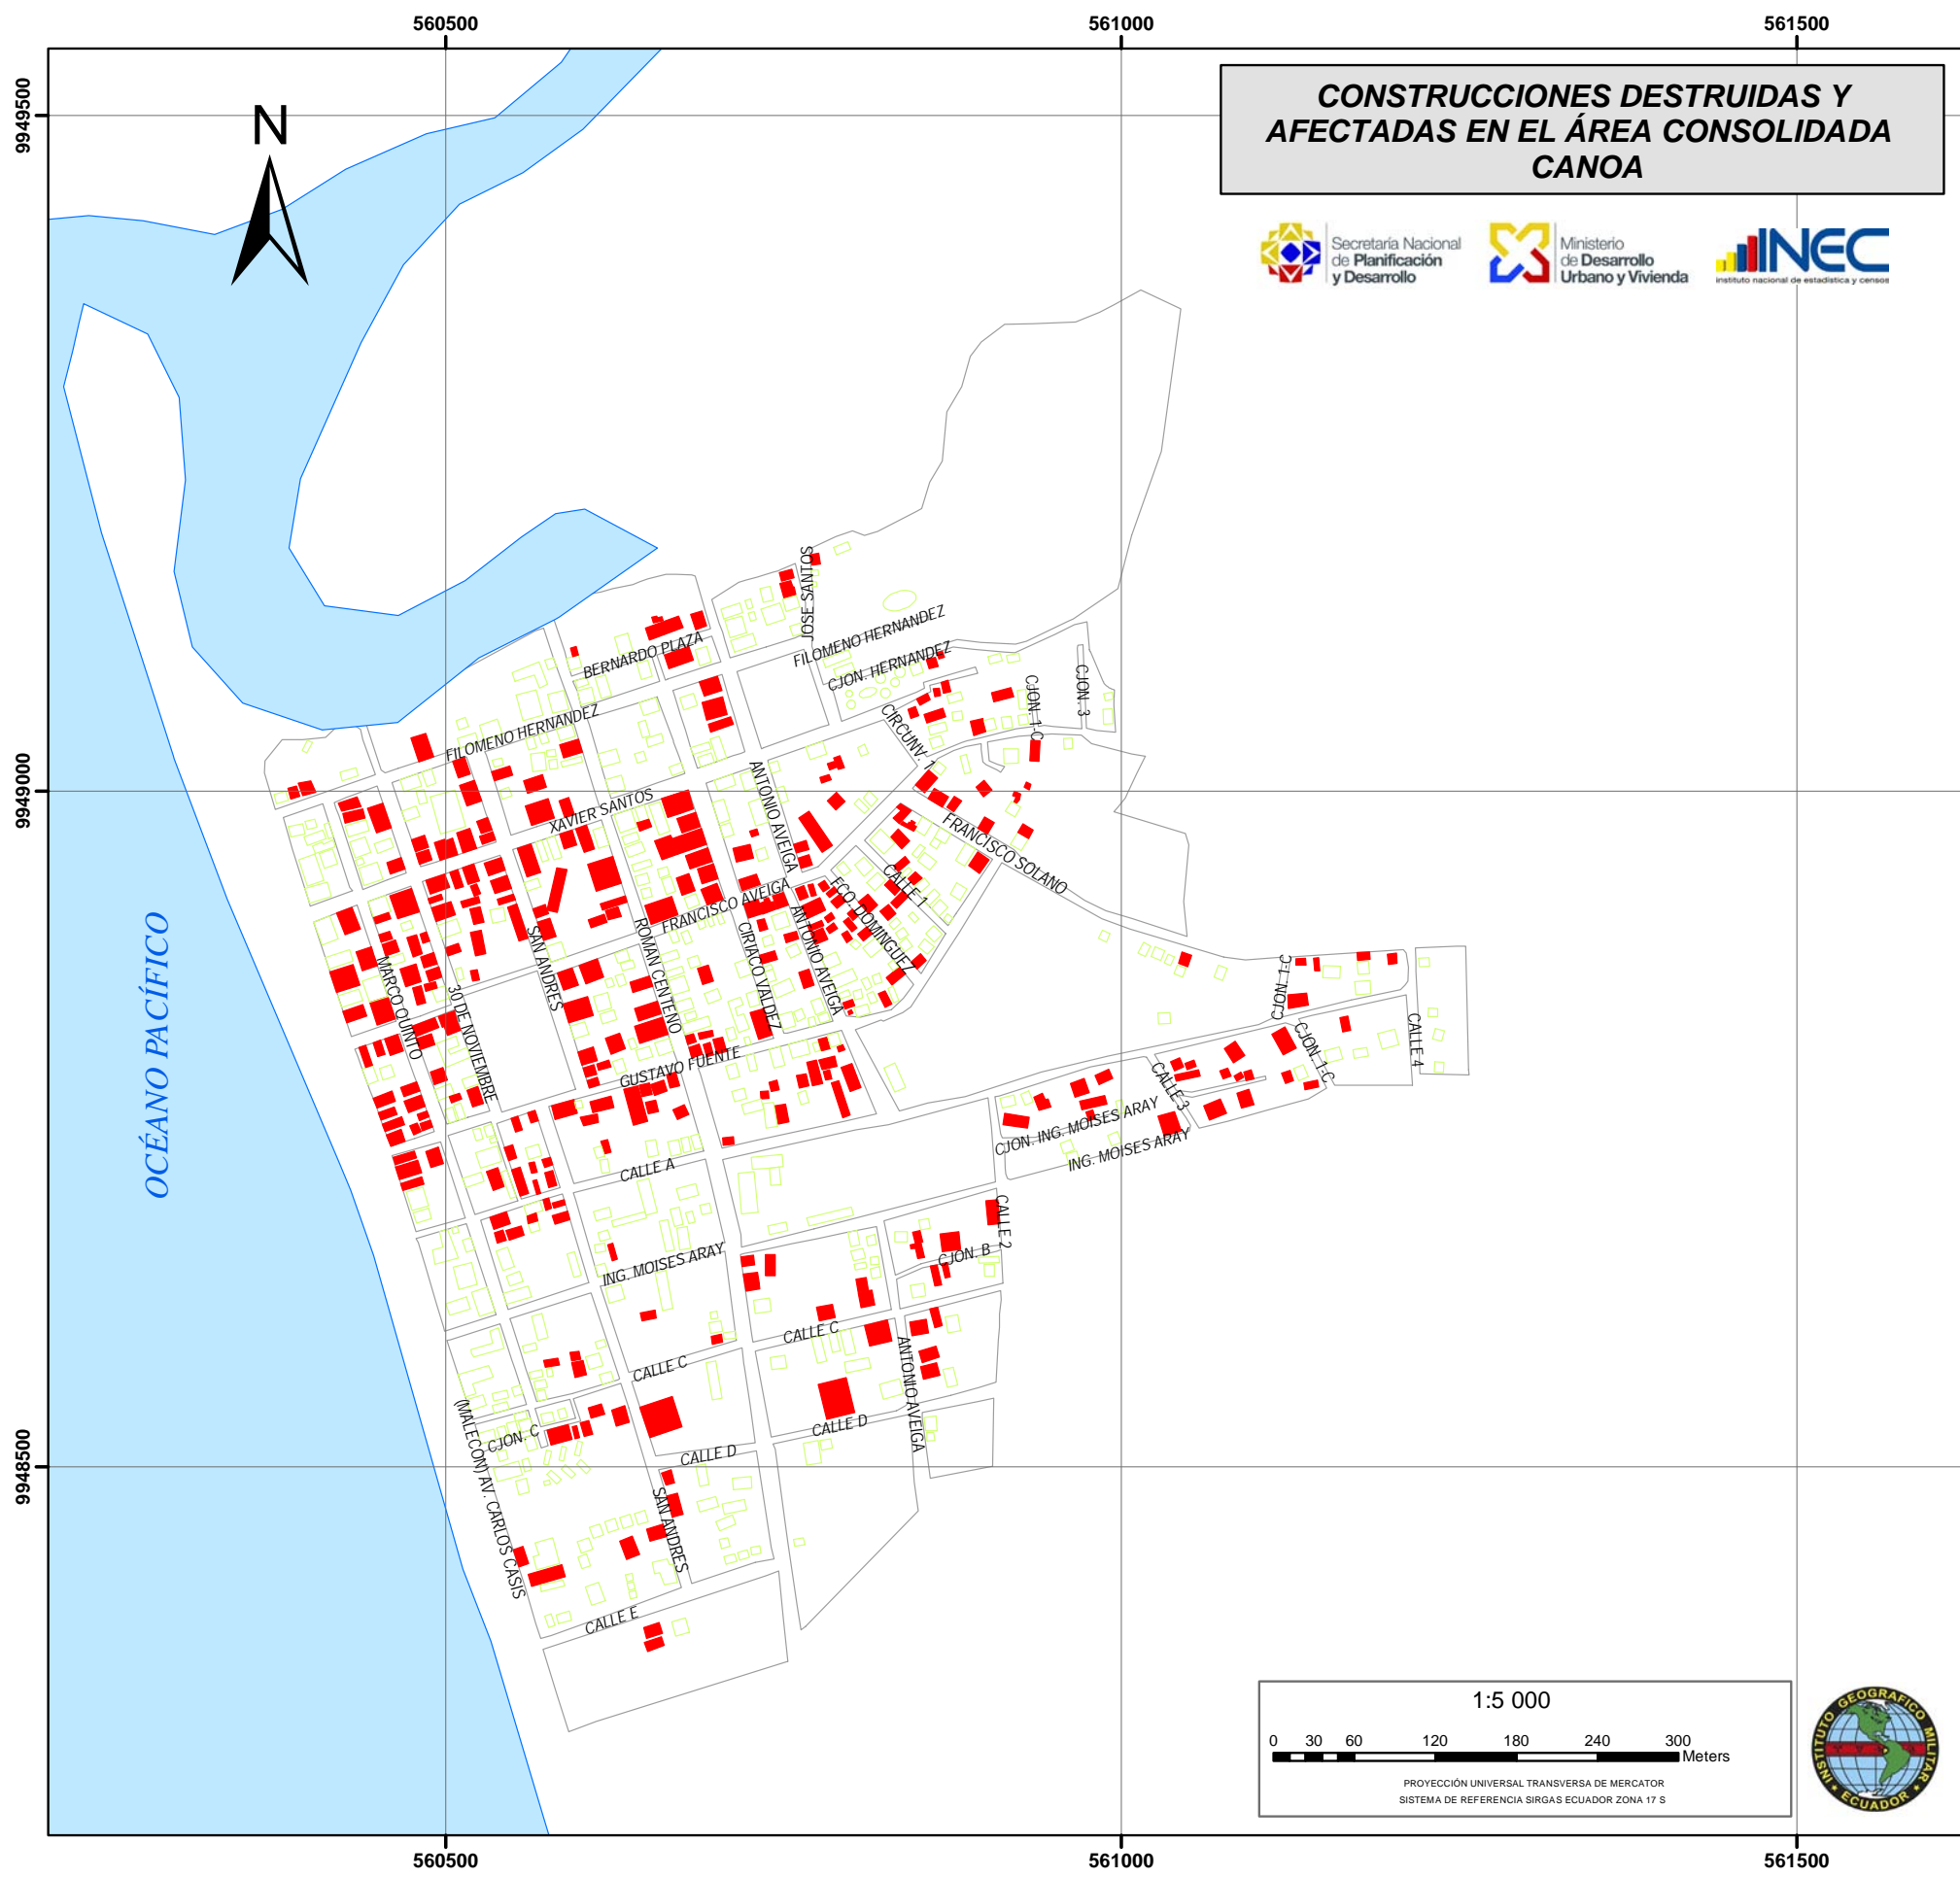 560500
561000
561500
9949500
N
CONSTRUCCIONES DESTRUIDAS Y
AFECTADAS EN EL ÁREA CONSOLIDADA
CANOA
Secretaría Nacional
de Planificación
y Desarrollo
Ministerio
de Desarrollo
Urbano y Vivienda
INEC
instituto nacional de estadística y censos
JOSE SANTOS
FILOMENO HERNANDEZ
BERNARDO PLAZA
CJON. HERNANDEZ
CJON. 1-C
CJON. 3
FILOMENO HERNANDEZ
CIRCUNV. 1
9949000
XAVIER SANTOS
ANTONIO AVEIGA
FRANCISCO SOLANO
CALLE 1
FCO. DOMINGUEZ
FRANCISCO AVEIGA
ANTONIO AVEIGA
OCÉANO PACÍFICO
MARCO QUINTO
30 DE NOVIEMBRE
SAN ANDRES
ROMAN CENTENO
CIRIACO VALDEZ
CJON. 1-C
CJON. 1-C
CALLE 4
GUSTAVO FUENTE
CALLE 3
CJON. ING. MOISES ARAY
ING. MOISES ARAY
CALLE A
CALLE 2
CJON. B
ING. MOISES ARAY
CALLE C
CALLE C
ANTONIO AVEIGA
CALLE D
CJON. C
CALLE D
9948500
(MALECON) AV. CARLOS CASIS
SAN ANDRES
CALLE E
1:5 000
0 30 60 120 180 240 300
Meters
PROYECCIÓN UNIVERSAL TRANSVERSA DE MERCATOR
SISTEMA DE REFERENCIA SIRGAS ECUADOR ZONA 17 S
INSTITUTO GEOGRAFICO MILITAR
ECUADOR
560500
561000
561500